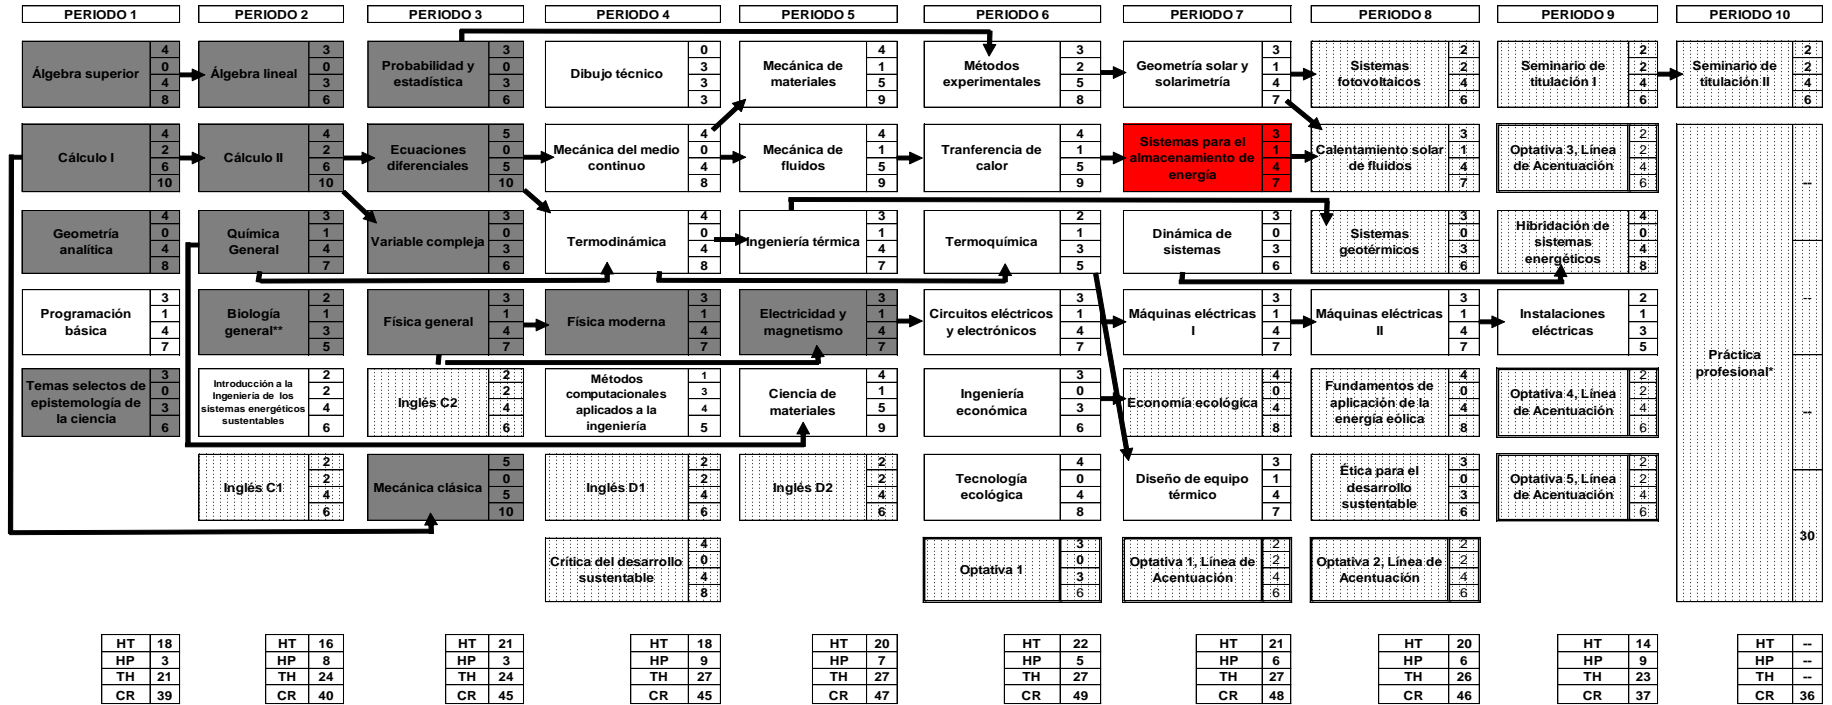 PERIODO 1
PERIODO 2
PERIODO 3
PERIODO 4
PERIODO 5
PERIODO 6
PERIODO 7
PERIODO 8
PERIODO 9
PERIODO 10
Álgebra superior
4
0
4
8
Álgebra lineal
3
0
3
6
Probabilidad y
estadística
3
0
3
6
Dibujo técnico
0
3
3
3
Mecánica de
materiales
4
1
5
9
Métodos
experimentales
3
2
5
8
Geometría solar y
solarimetría
3
1
4
7
Sistemas
fotovoltaicos
2
2
4
6
Seminario de
titulación I
2
2
4
6
Seminario de
titulación II
2
2
4
6
Cálculo I
4
2
6
10
Cálculo II
4
2
6
10
Ecuaciones
diferenciales
5
0
5
10
Mecánica del medio
continuo
4
0
4
8
Mecánica de
fluidos
4
1
5
9
Tranferencia de
calor
4
1
5
9
Sistemas para el
almacenamiento de
energía
3
1
4
7
Calentamiento solar
de fluidos
3
1
4
7
Optativa 3, Línea
de Acentuación
2
2
4
6
Geometría
analítica
4
0
4
8
Química
General
3
1
4
7
Variable compleja
3
0
3
6
Termodinámica
4
0
4
8
Ingeniería térmica
3
1
4
7
Termoquímica
2
1
3
5
Dinámica de
sistemas
3
0
3
6
Sistemas
geotérmicos
3
0
3
6
Hibridación de
sistemas
energéticos
4
0
4
8
Programación
básica
3
1
4
7
Biología
general**
2
1
3
5
Física general
3
1
4
7
Física moderna
3
1
4
7
Electricidad y
magnetismo
3
1
4
7
Circuitos eléctricos
y electrónicos
3
1
4
7
Máquinas eléctricas
I
3
1
4
7
Máquinas eléctricas
II
3
1
4
7
Instalaciones
eléctricas
2
1
3
5
Práctica
profesional*
--
--
--
30
Temas selectos de
epistemología de
la ciencia
3
0
3
6
Introducción a la
Ingeniería de los
sistemas energéticos
sustentables
2
2
4
6
Inglés C2
2
2
4
6
Métodos
computacionales
aplicados a la
ingeniería
1
3
4
5
Ciencia de
materiales
4
1
5
9
Ingeniería
económica
3
0
3
6
Economía ecológica
4
0
4
8
Fundamentos de
aplicación de la
energía eólica
4
0
4
8
Optativa 4, Línea
de Acentuación
2
2
4
6
Inglés C1
2
2
4
6
Mecánica clásica
5
0
5
10
Inglés D1
2
2
4
6
Inglés D2
2
2
4
6
Tecnología
ecológica
4
0
4
8
Diseño de equipo
térmico
3
1
4
7
Ética para el
desarrollo
sustentable
3
0
3
6
Optativa 5, Línea
de Acentuación
2
2
4
6
Crítica del desarrollo
sustentable
4
0
4
8
Optativa 1
3
0
3
6
Optativa 1, Línea de
Acentuación
2
2
4
6
Optativa 2, Línea de
Acentuación
2
2
4
6
HT 18
HP 3
TH 21
CR 39
HT 16
HP 8
TH 24
CR 40
HT 21
HP 3
TH 24
CR 45
HT 18
HP 9
TH 27
CR 45
HT 20
HP 7
TH 27
CR 47
HT 22
HP 5
TH 27
CR 49
HT 21
HP 6
TH 27
CR 48
HT 20
HP 6
TH 26
CR 46
HT 14
HP 9
TH 23
CR 37
HT --
HP --
TH --
CR 36